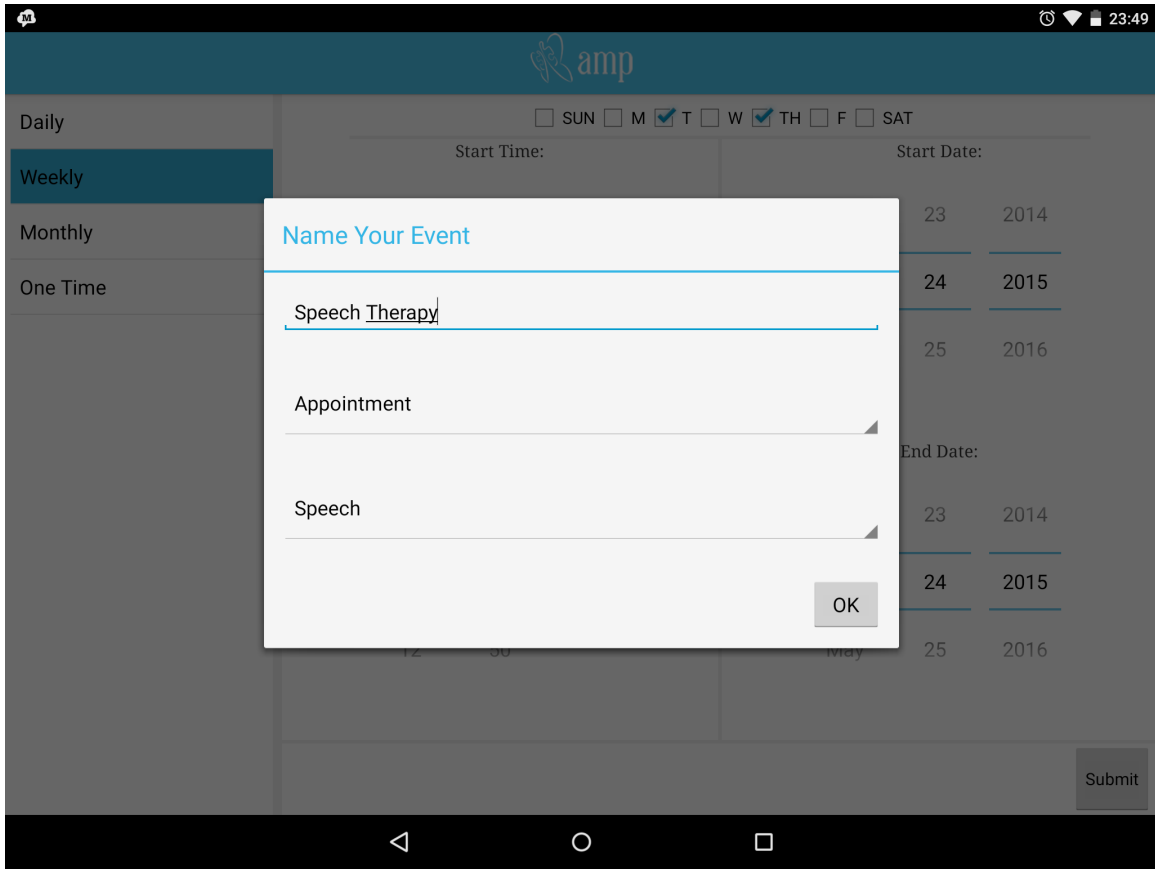 M
23:49
amp
Daily
Weekly
Monthly
One Time
SUN M T W TH F SAT
Start Time:
Start Date:
23 2014
24 2015
25 2016
Name Your Event
Speech Therapy
Appointment
Speech
OK
End Date:
23 2014
24 2015
12 50
May 25 2016
Submit